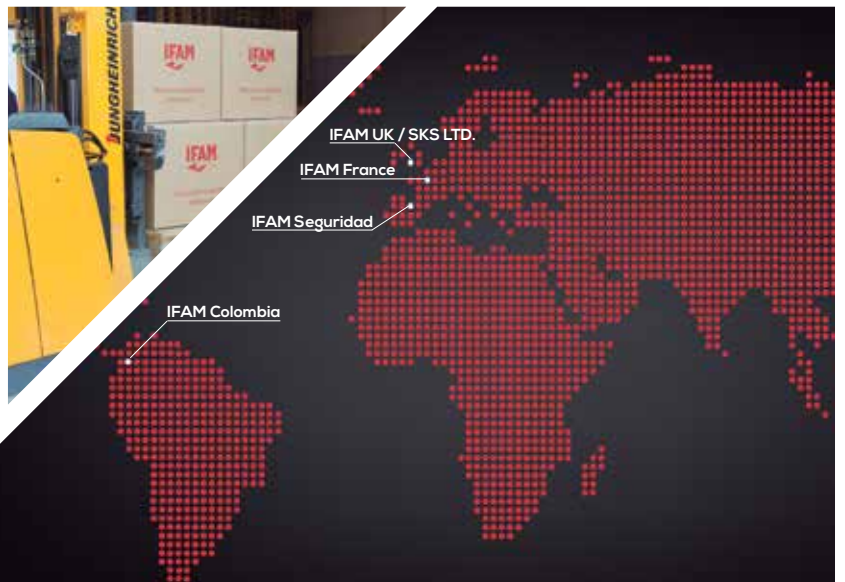 JUNGHEINRICH
IFAM
IFAM
IFAM
IFAM UK / SKS LTD.
IFAM France
IFAM Seguridad
IFAM Colombia